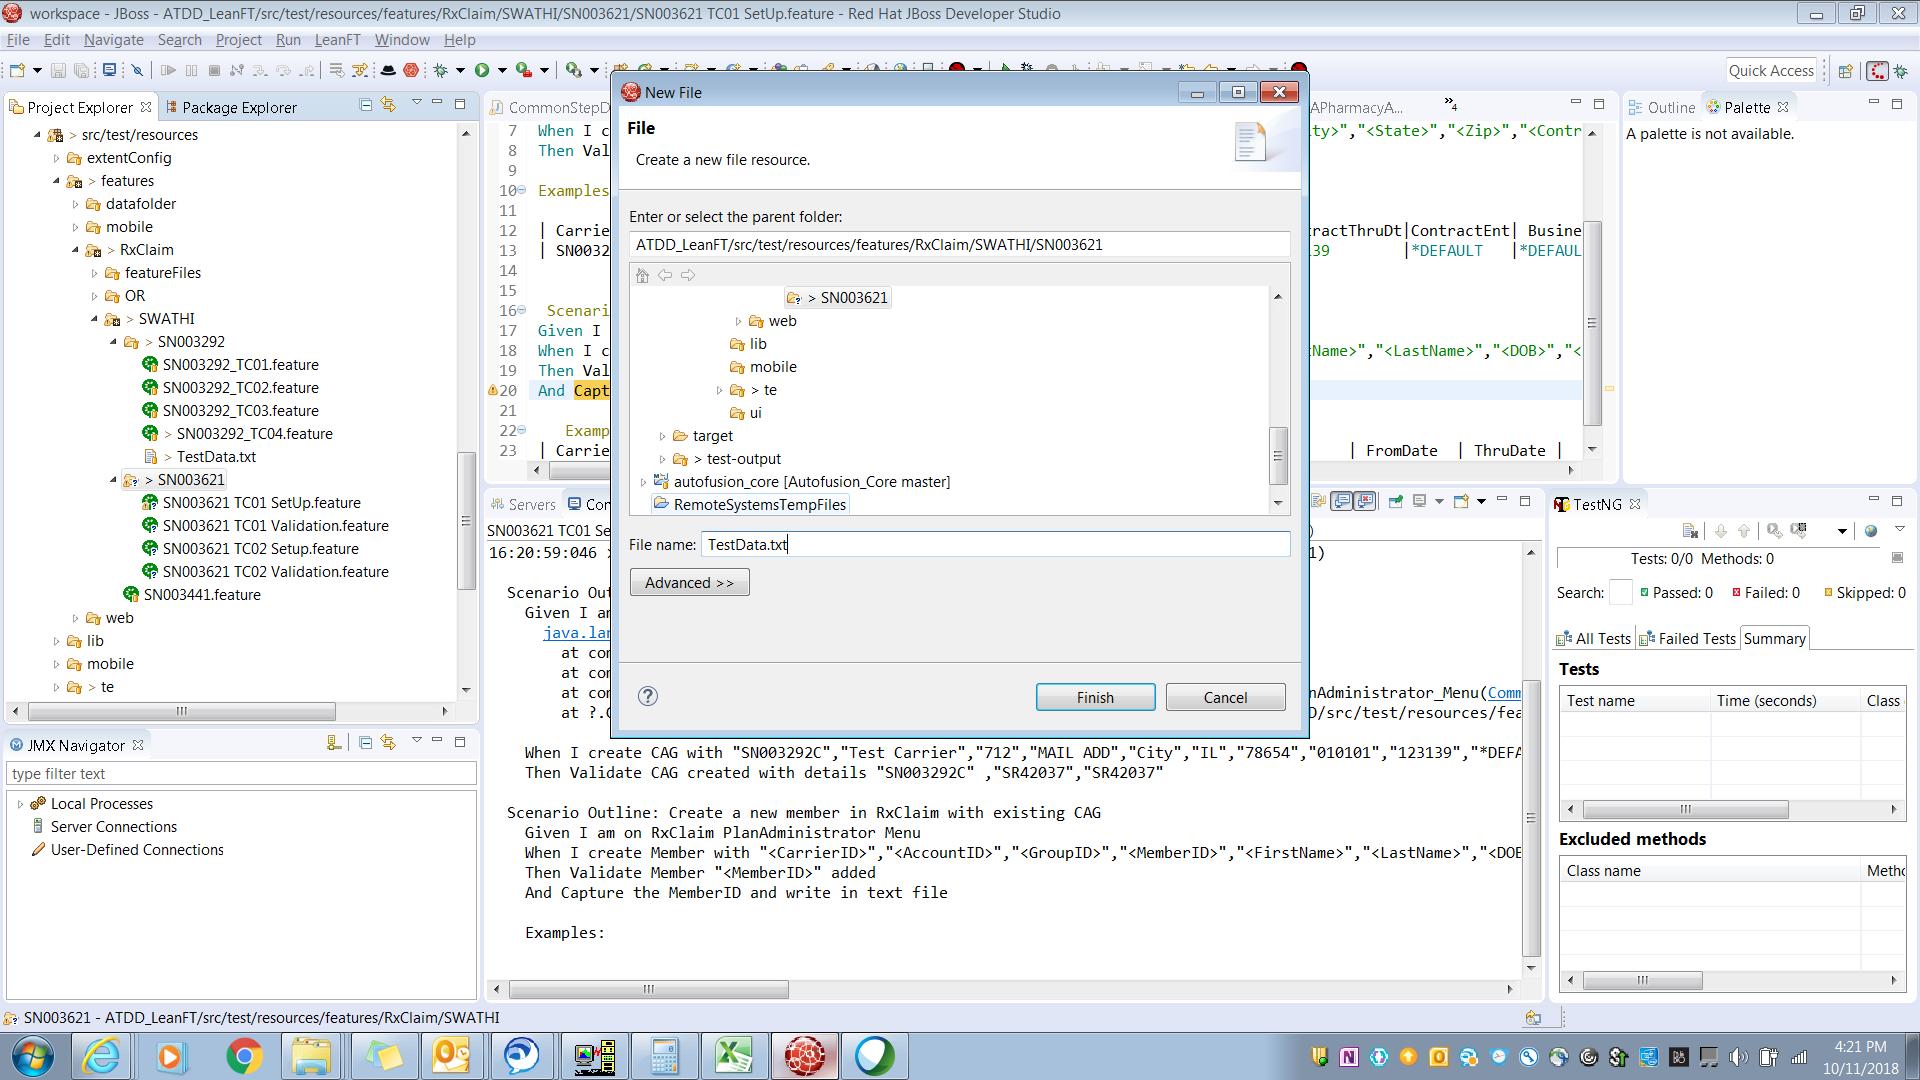 workspace - JBoss - ATDD_LeanFT/src/test/resources/features/RxClaim/SWATHI/SN003621/SN003621 TC01 SetUp.feature - Red Hat JBoss Developer Studio
File Edit Navigate Search Project Run LeanFT Window Help
Quick Access
Project Explorer
Package Explorer
> src/test/resources
extentConfig
> features
datafolder
mobile
> RxClaim
featureFiles
OR
> SWATHI
> SN003292
SN003292_TC01.feature
SN003292_TC02.feature
SN003292_TC03.feature
> SN003292_TC04.feature
> TestData.txt
> SN003621
SN003621 TC01 SetUp.feature
SN003621 TC01 Validation.feature
SN003621 TC02 Setup.feature
SN003621 TC02 Validation.feature
SN003441.feature
web
lib
mobile
> te
JMX Navigator
type filter text
Local Processes
Server Connections
User-Defined Connections
CommonStepD
APharmacyA...
»4
7 When I c
ty>","<State>","<Zip>","<Contr
8 Then Val
9
10 Examples
11
12 | Carrie
ractThruDt|ContractEnt| Busine
13 | SN0032
39 |*DEFAULT |*DEFAUL
14
15
16 Scenari
17 Given I
18 When I c
tName>","<LastName>","<DOB>","<
19 Then Val
20 And Capt
21
22 Examp
23 | Carrie
| FromDate | ThruDate |
New File
File
Create a new file resource.
Enter or select the parent folder:
ATDD_LeanFT/src/test/resources/features/RxClaim/SWATHI/SN003621
> SN003621
web
lib
mobile
> te
ui
target
> test-output
autofusion_core [Autofusion_Core master]
RemoteSystemsTempFiles
File name: TestData.txt
Advanced >>
Finish
Cancel
Outline
Palette
A palette is not available.
Servers
Con
SN003621 TC01 Se
16:20:59:046
Scenario Out
Given I am
java.lan
at com
at com
at com
nAdministrator_Menu(Comm
at ?.G
D/src/test/resources/fea
When I create CAG with "SN003292C","Test Carrier","712","MAIL ADD","City","IL","78654","010101","123139","*DEFA
Then Validate CAG created with details "SN003292C" ,"SR42037","SR42037"
Scenario Outline: Create a new member in RxClaim with existing CAG
Given I am on RxClaim PlanAdministrator Menu
When I create Member with "<CarrierID>","<AccountID>","<GroupID>","<MemberID>","<FirstName>","<LastName>","<DOB
Then Validate Member "<MemberID>" added
And Capture the MemberID and write in text file
Examples:
TestNG
Tests: 0/0 Methods: 0
Search:
Passed: 0
Failed: 0
Skipped: 0
All Tests
Failed Tests
Summary
Tests
Test name
Time (seconds)
Class
Excluded methods
Class name
Metho
SN003621 - ATDD_LeanFT/src/test/resources/features/RxClaim/SWATHI
4:21 PM
10/11/2018